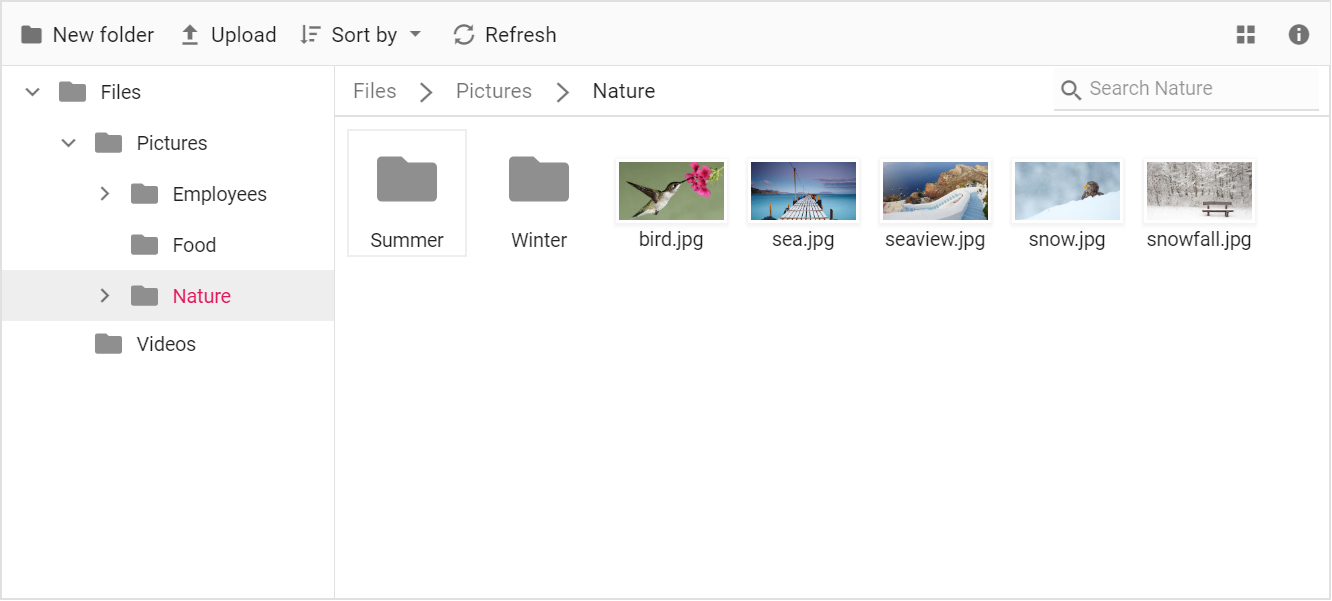 New folder Upload Sort by Refresh
Files
Pictures
Employees
Food
Nature
Videos
Files Pictures Nature Search Nature
Summer Winter bird.jpg sea.jpg seaview.jpg snow.jpg snowfall.jpg